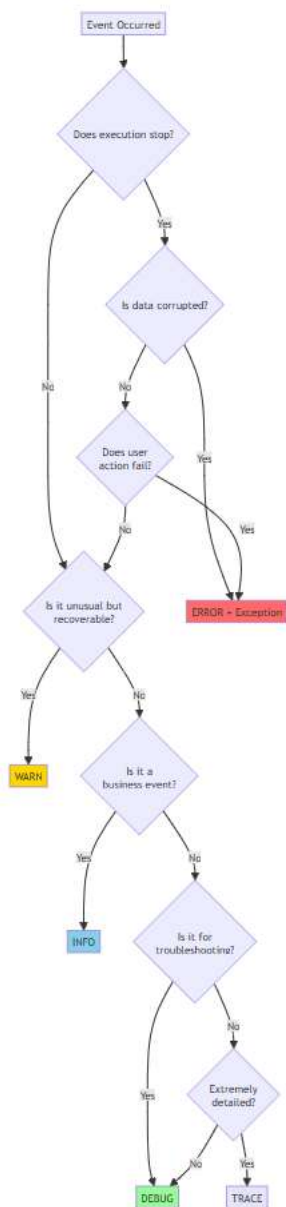 Event Occurred
Does execution stop?
Yes
Is data corrupted?
No
No
Does user
action fail?
Yes
Yes
No
Is it unusual but
recoverable?
ERROR + Exception
Yes
No
WARN
Is it a
business event?
Yes
No
INFO
Is it for
troubleshooting?
No
Yes
Extremely
detailed?
No
Yes
DEBUG
TRACE